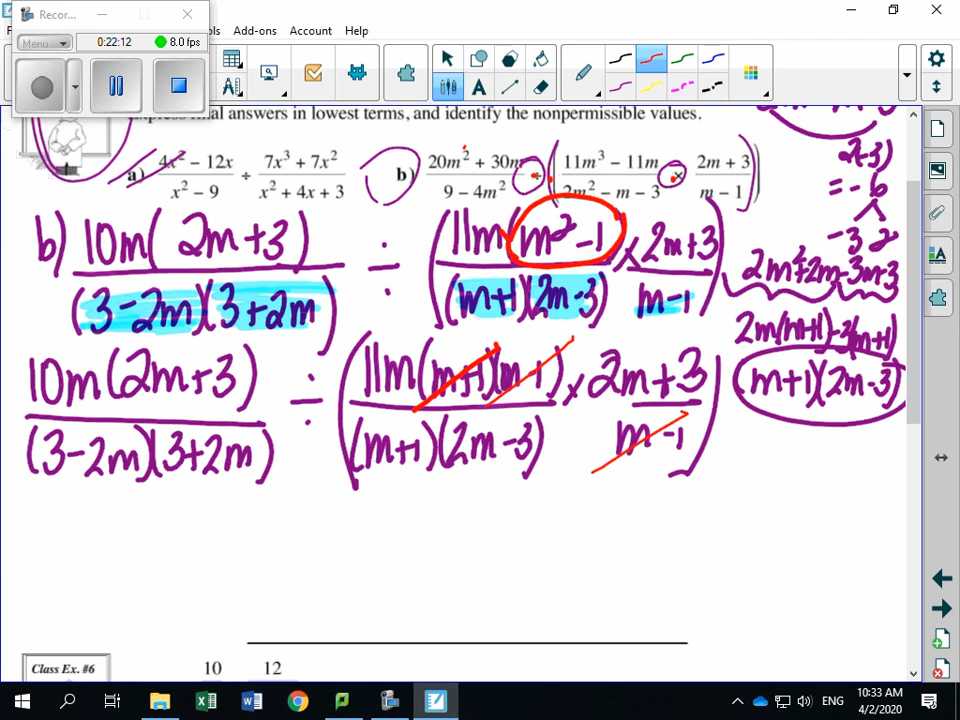 Recor...
Menu 0:22:12 8.0 fps
Add-ons Account Help
final answers in lowest terms, and identify the nonpermissible values.
a) 4x² − 12x / x² − 9 ÷ 7x³ + 7x² / x² + 4x + 3 b) 20m² + 30m / 9 − 4m² ÷ ( 11m³ − 11m / 2m² − m − 3 × 2m + 3 / m − 1 )
2(-3)
= -6
-3 2
b) 10m(2m+3) / (3-2m)(3+2m) ÷ ( 11m(m²-1) / (m+1)(2m-3) × 2m+3 / m-1 )
2m²+2m-3m-3
2m(m+1)-3(m+1)
(m+1)(2m-3)
10m(2m+3) / (3-2m)(3+2m) ÷ ( 11m(m+1)(m-1) / (m+1)(2m-3) × 2m+3 / m-1 )
Class Ex. #6 10 12
ENG 10:33 AM
4/2/2020